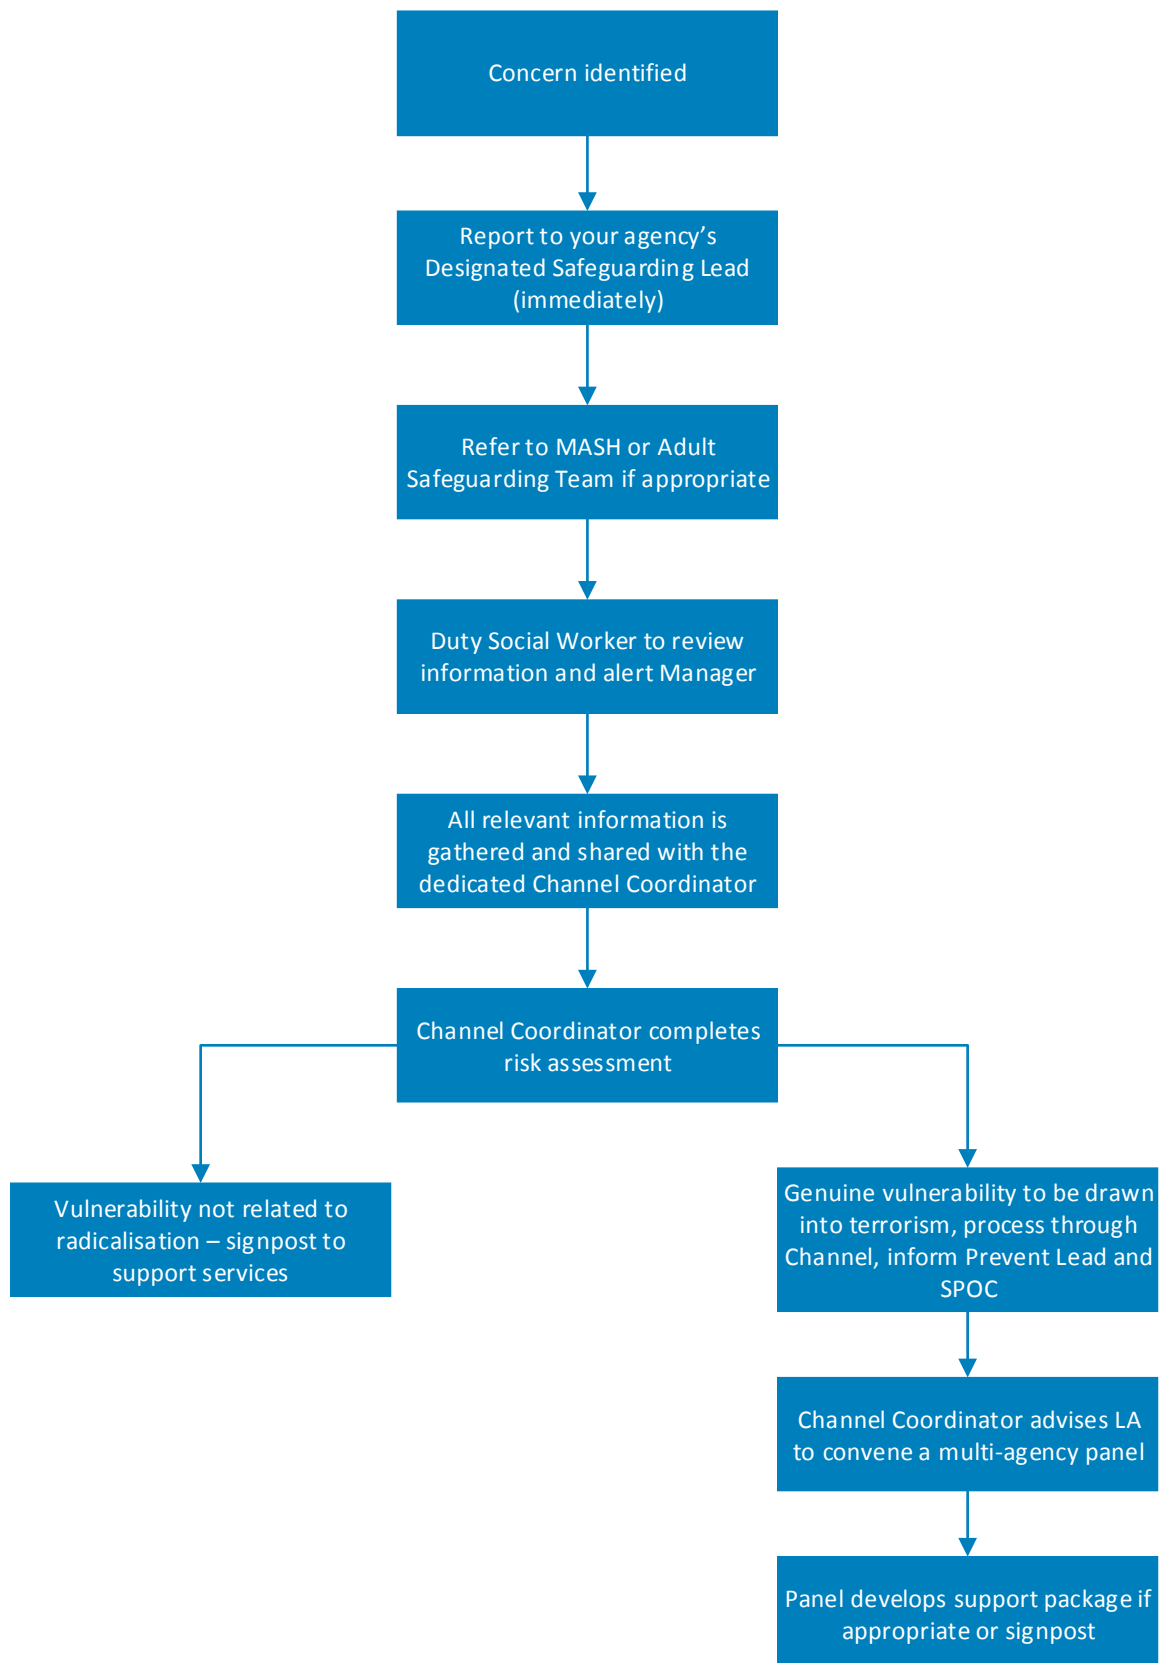 Concern identified
Report to your agency’s
Designated Safeguarding Lead
(immediately)
Refer to MASH or Adult
Safeguarding Team if appropriate
Duty Social Worker to review
information and alert Manager
All relevant information is
gathered and shared with the
dedicated Channel Coordinator
Channel Coordinator completes
risk assessment
Vulnerability not related to
radicalisation – signpost to
support services
Genuine vulnerability to be drawn
into terrorism, process through
Channel, inform Prevent Lead and
SPOC
Channel Coordinator advises LA
to convene a multi-agency panel
Panel develops support package if
appropriate or signpost